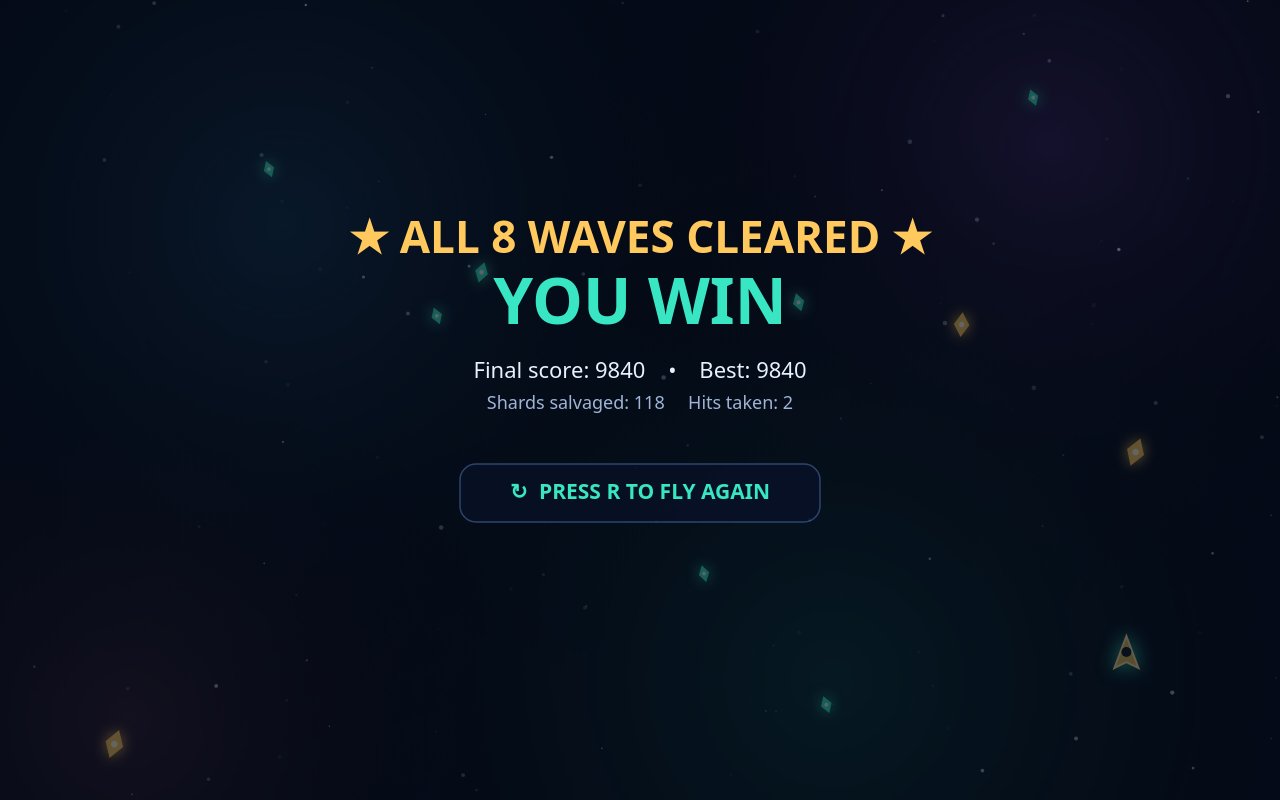 ★ ALL 8 WAVES CLEARED ★
YOU WIN
Final score: 9840 • Best: 9840
Shards salvaged: 118 Hits taken: 2
↻ PRESS R TO FLY AGAIN